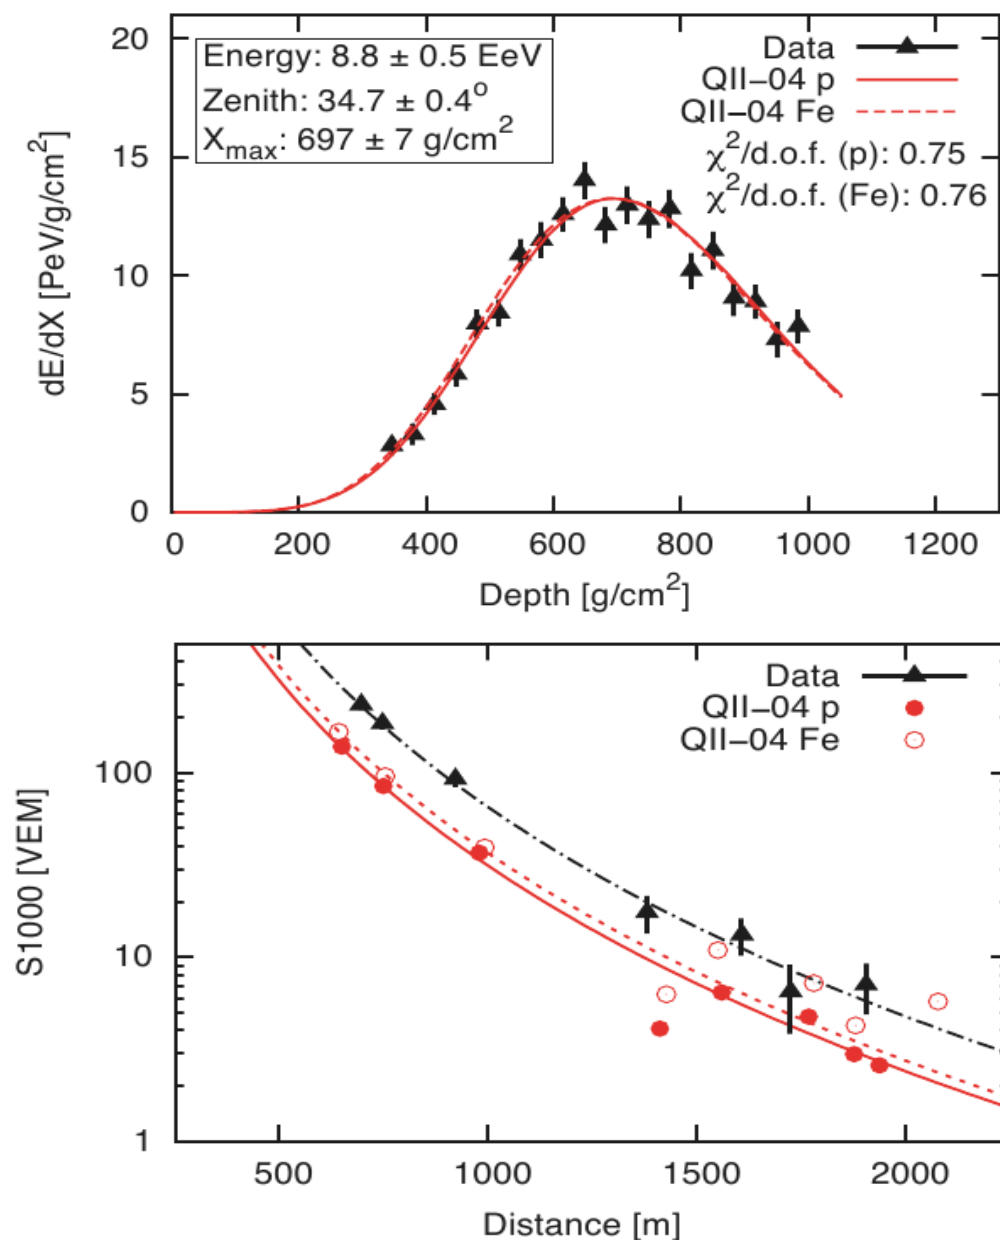 20
15
10
5
0
dE/dX [PeV/g/cm²]
Energy: 8.8 ± 0.5 EeV
Zenith: 34.7 ± 0.4°
Xmax: 697 ± 7 g/cm²
Data
QII–04 p
QII–04 Fe
χ²/d.o.f. (p): 0.75
χ²/d.o.f. (Fe): 0.76
0 200 400 600 800 1000 1200
Depth [g/cm²]
100
10
1
S1000 [VEM]
Data
QII–04 p
QII–04 Fe
500 1000 1500 2000
Distance [m]